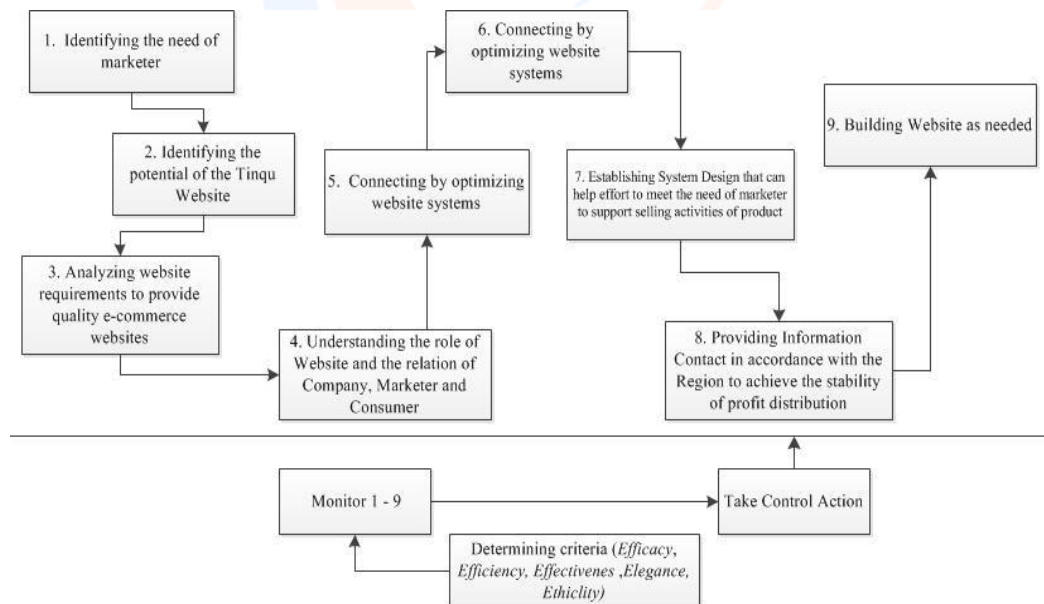 1. Identifying the need of
marketer
2. Identifying the
potential of the Tinqu
Website
3. Analyzing website
requirements to provide
quality e-commerce
websites
4. Understanding the role of
Website and the relation of
Company, Marketer and
Consumer
5. Connecting by optimizing
website systems
6. Connecting by
optimizing website
systems
7. Establishing System Design that can
help effort to meet the need of marketer
to support selling activities of product
8. Providing Information
Contact in accordance with the
Region to achieve the stability
of profit distribution
9. Building Website as needed
Monitor 1 - 9
Take Control Action
Determining criteria (Efficacy,
Efficiency, Effectivenes ,Elegance,
Ethiclity)